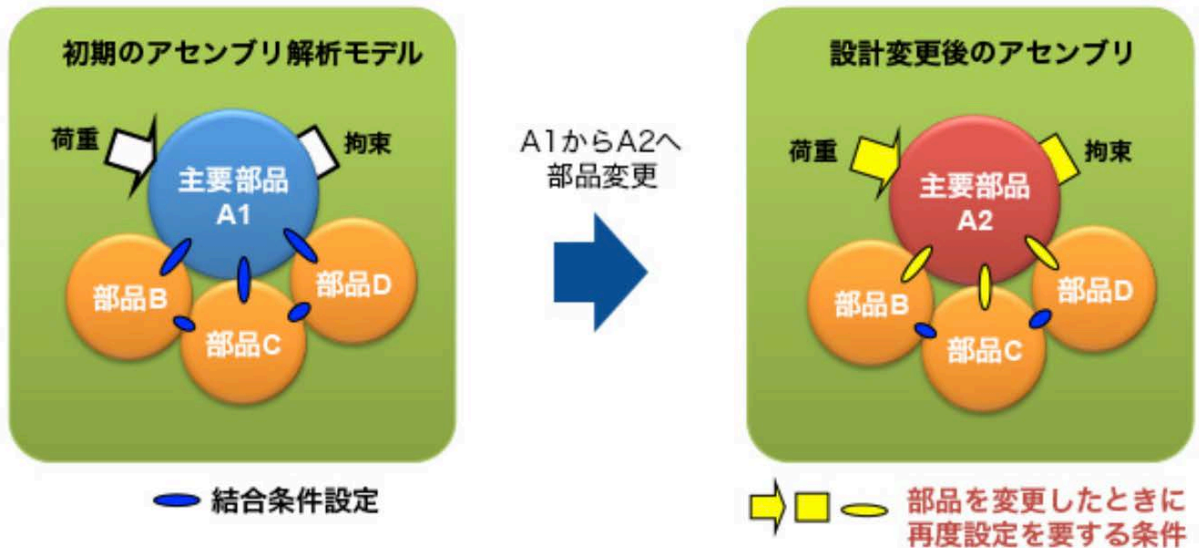 初期のアセンブリ解析モデル
荷重
拘束
主要部品
A1
部品B
部品C
部品D
結合条件設定
A1からA2へ
部品変更
設計変更後のアセンブリ
荷重
拘束
主要部品
A2
部品B
部品C
部品D
部品を変更したときに
再度設定を要する条件